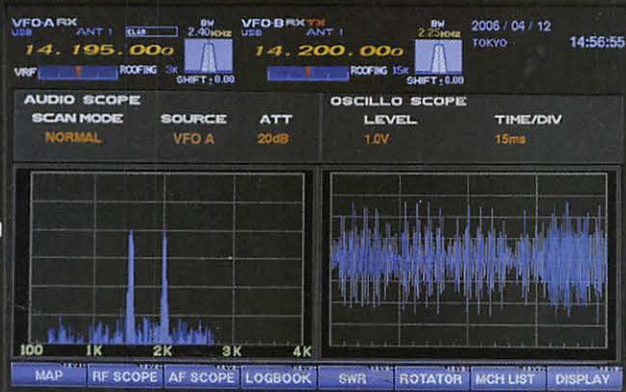 VFO-A RX
USB ANT 1 CLAR
BW
2.40KHZ
14. 195. 000
VRF ROOFING 3K SHIFT± 0.00
VFO-B RX TX
USB ANT 1
BW
2.25KHZ
14. 200. 000
ROOFING 15K SHIFT± 0.00
2006 / 04 / 12
TOKYO 14:56:55
AUDIO SCOPE
SCAN MODE SOURCE ATT
NORMAL VFO A 20dB
OSCILLO SCOPE
LEVEL TIME/DIV
1.0V 15ms
100 1K 2K 3K 4K
MAP RF SCOPE AF SCOPE LOGBOOK SWR ROTATOR MCH LIST DISPLAY